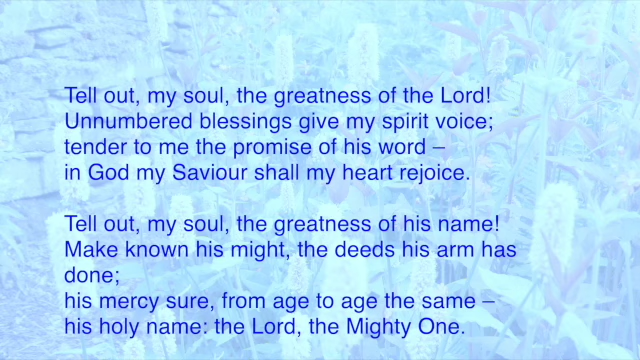 Tell out, my soul, the greatness of the Lord!
Unnumbered blessings give my spirit voice;
tender to me the promise of his word –
in God my Saviour shall my heart rejoice.
Tell out, my soul, the greatness of his name!
Make known his might, the deeds his arm has
done;
his mercy sure, from age to age the same –
his holy name: the Lord, the Mighty One.